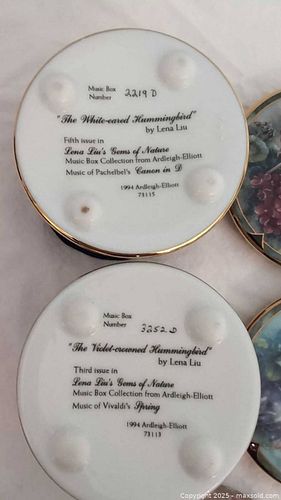 Music Box
Number 2219 D
"The White-eared Hummingbird"
by Lena Liu
Fifth issue in
Lena Liu's Gems of Nature
Music Box Collection from Ardleigh-Elliott
Music of Pachelbel's Canon in D
1994 Ardleigh-Elliott
73115
Music Box
Number 3252 D
"The Violet-crowned Hummingbird"
by Lena Liu
Third issue in
Lena Liu's Gems of Nature
Music Box Collection from Ardleigh-Elliott
Music of Vivaldi's Spring
1994 Ardleigh-Elliott
73113
Copyright 2025 - maxsold.com